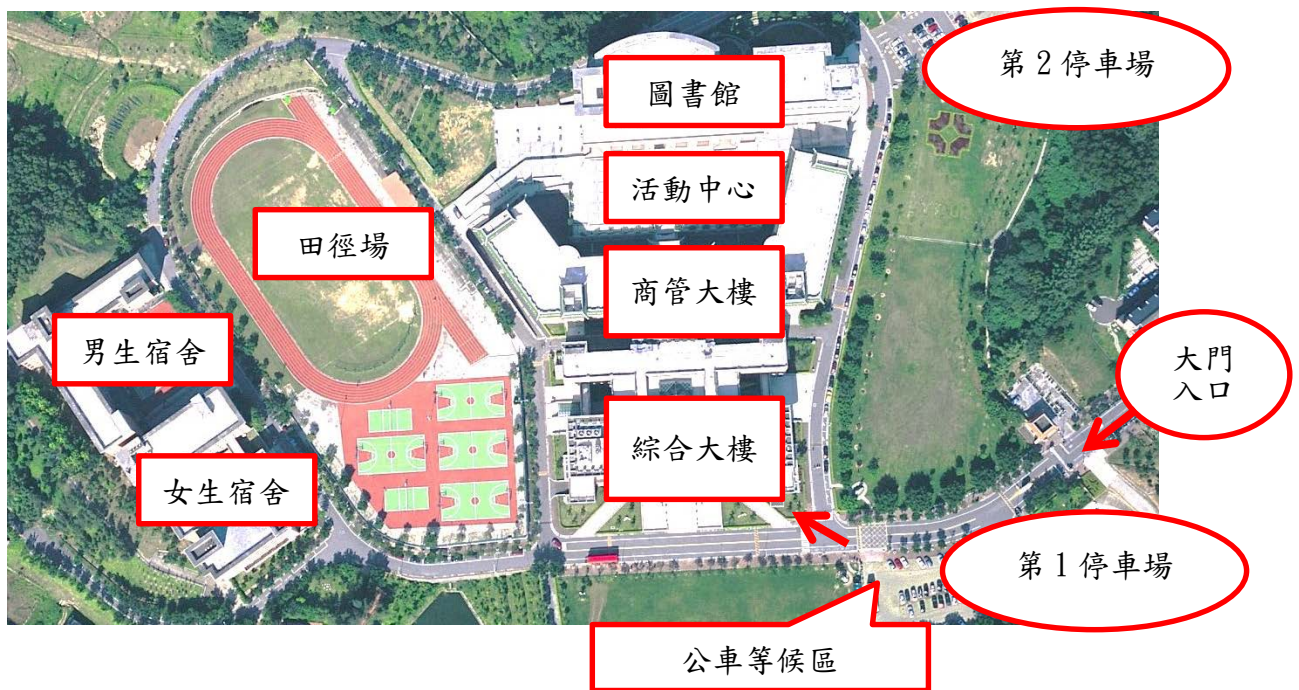 第2停車場
圖書館
活動中心
田徑場
商管大樓
男生宿舍
大門
入口
綜合大樓
女生宿舍
第1停車場
公車等候區